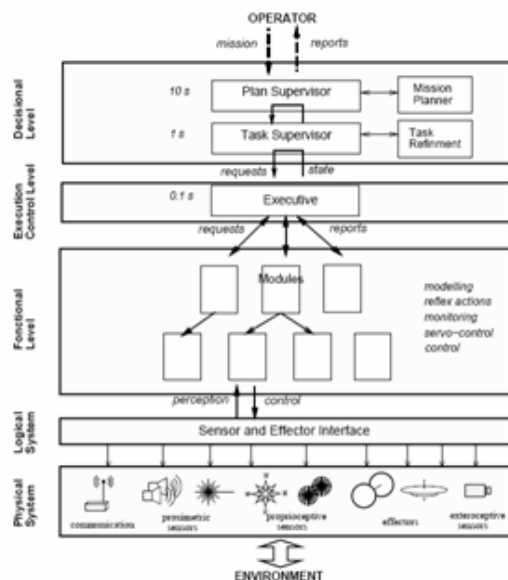 OPERATOR
mission
reports
Decisional
Level
10 s
Plan Supervisor
Mission
Planner
1 s
Task Supervisor
Task
Refinment
requests
state
Execution
Control Level
0.1 s
Executive
requests
reports
Fonctional
Level
Modules
modelling
reflex actions
monitoring
servo-control
control
perception
control
Logical
System
Sensor and Effector Interface
Physical
System
communication
proximetric
sensors
proprioceptive
sensors
effectors
exteroceptive
sensors
ENVIRONMENT